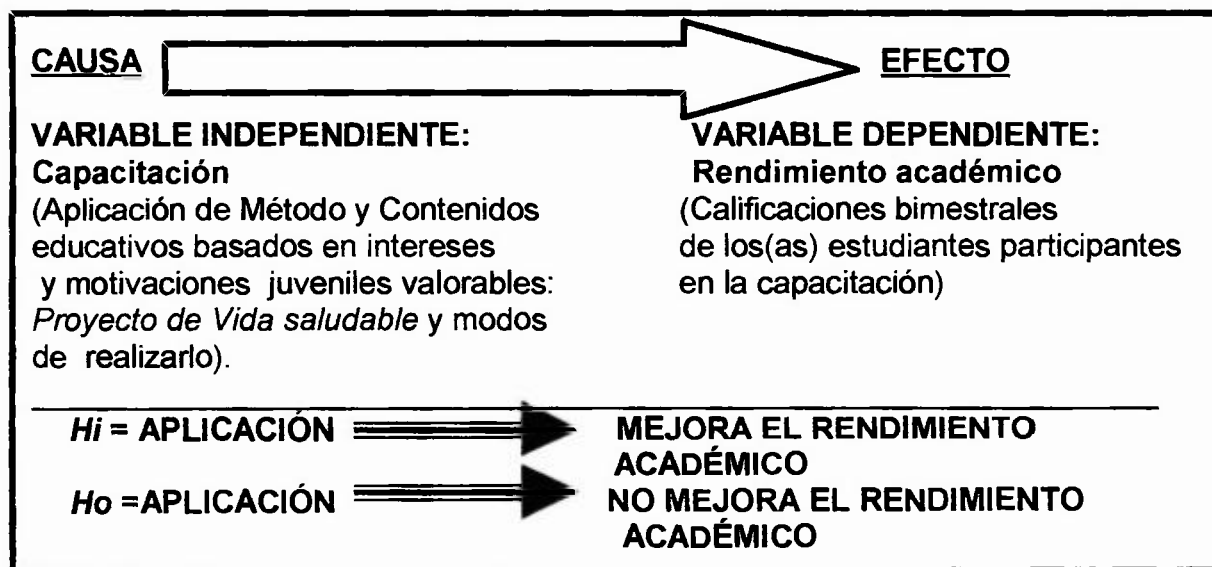 CAUSA
EFECTO
VARIABLE INDEPENDIENTE:
Capacitación
(Aplicación de Método y Contenidos
educativos basados en intereses
y motivaciones juveniles valorables:
Proyecto de Vida saludable y modos
de realizarlo).
VARIABLE DEPENDIENTE:
Rendimiento académico
(Calificaciones bimestrales
de los(as) estudiantes participantes
en la capacitación)
Hi = APLICACIÓN
MEJORA EL RENDIMIENTO
ACADÉMICO
Ho =APLICACIÓN
NO MEJORA EL RENDIMIENTO
ACADÉMICO